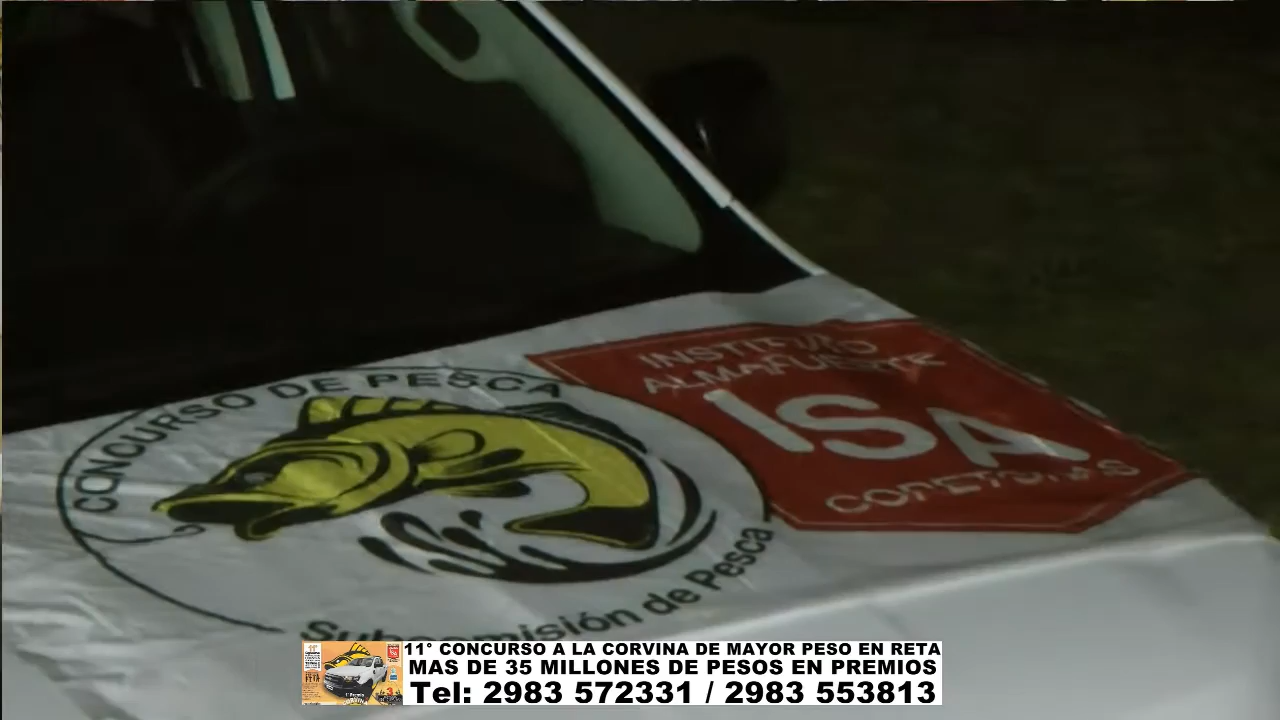 CONCURSO DE PESCA
Subcomisión de Pesca
INSTITUTO
ALMAFUERTE
ISA
COPETONAS
11° CONCURSO A LA CORVINA DE MAYOR PESO EN RETA
MAS DE 35 MILLONES DE PESOS EN PREMIOS
Tel: 2983 572331 / 2983 553813